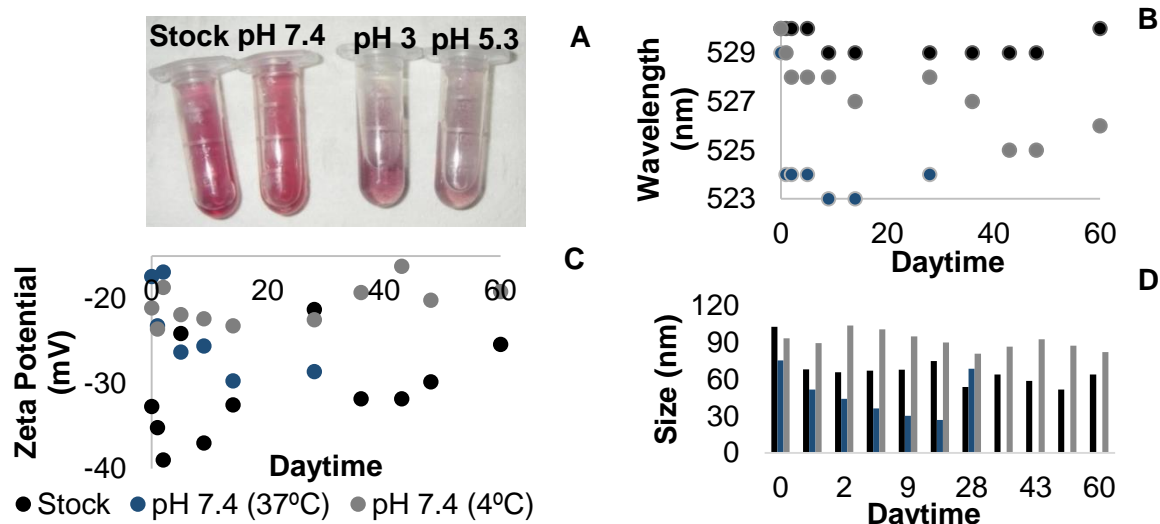 Stock pH 7.4 pH 3 pH 5.3
A
B
Wavelength
(nm)
529
527
525
523
0 20 40 60
Daytime
C
Zeta Potential
(mV)
0 20 40 60
-20
-30
-40
Daytime
Stock pH 7.4 (37ºC) pH 7.4 (4ºC)
D
Size (nm)
120
90
60
30
0
0 2 9 28 43 60
Daytime